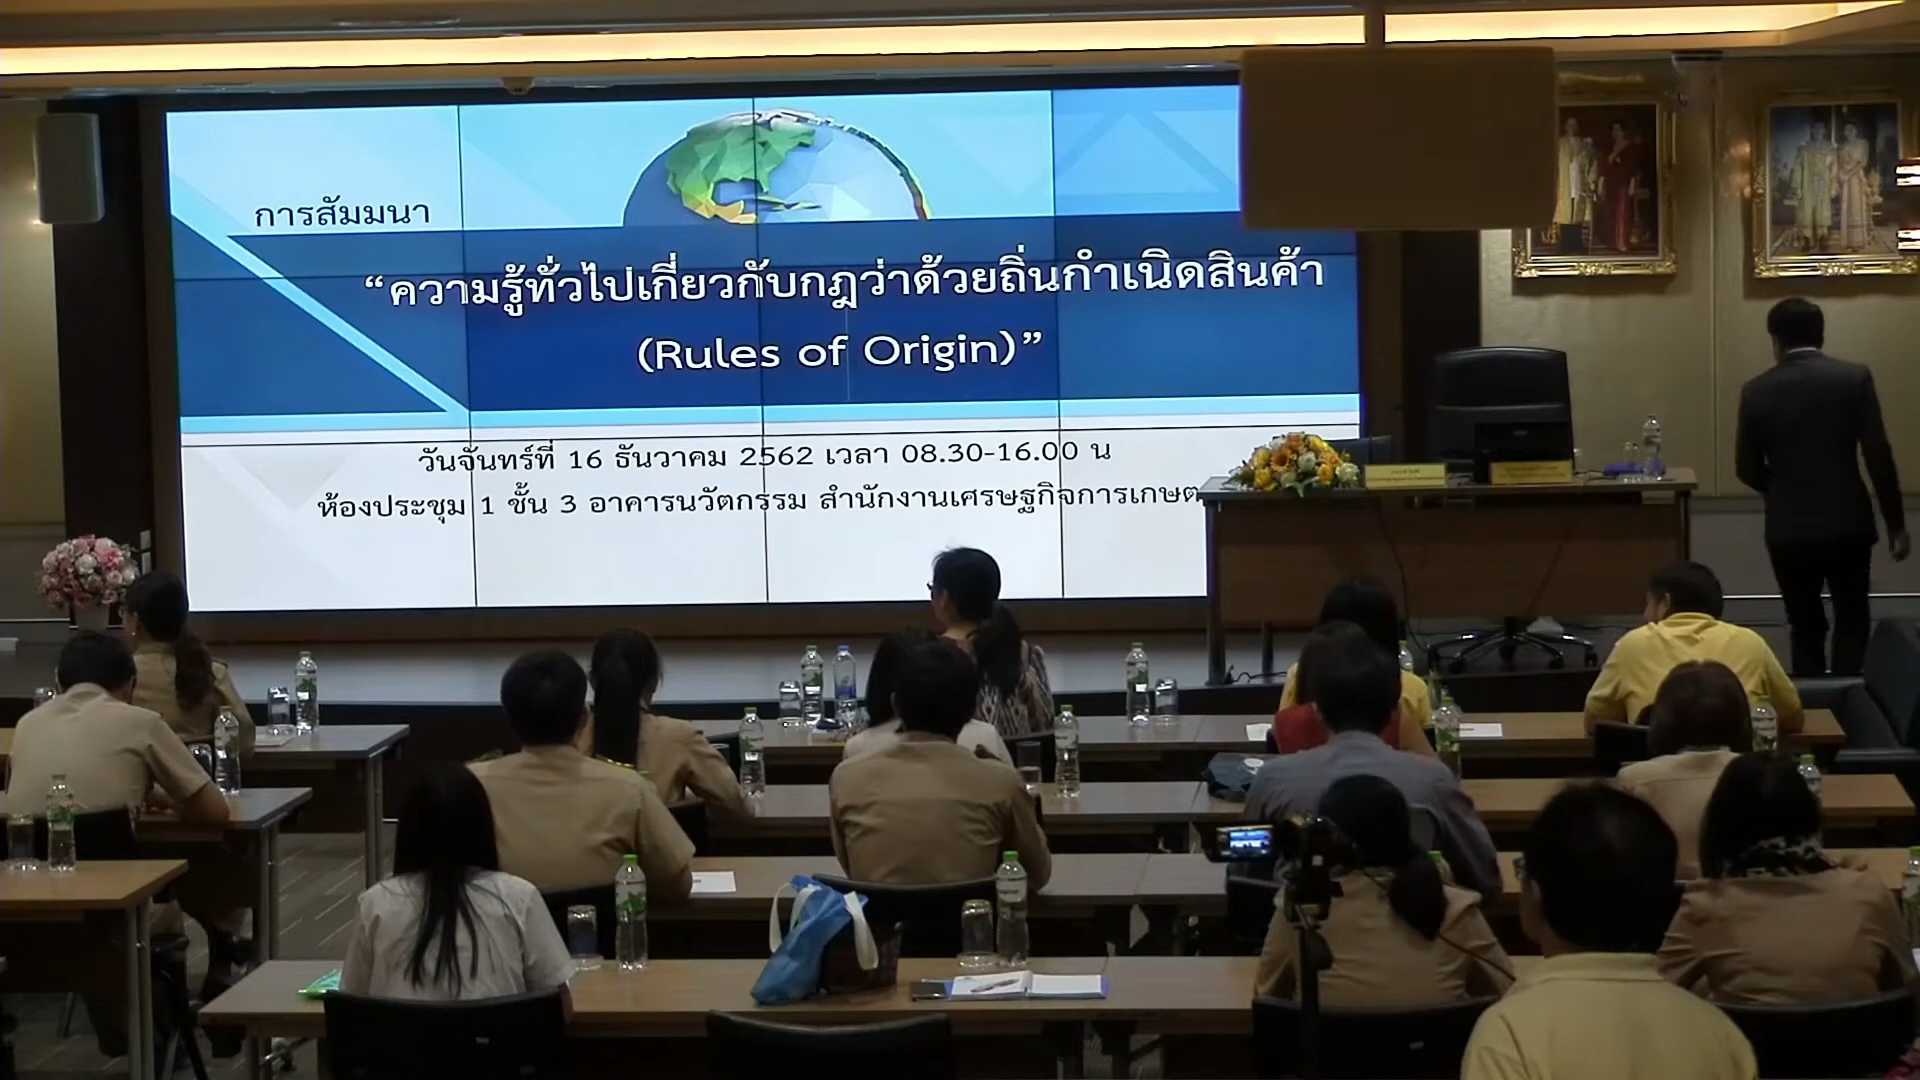 การสัมมนา
“ความรู้ทั่วไปเกี่ยวกับกฎว่าด้วยถิ่นกำเนิดสินค้า
(Rules of Origin)”
วันจันทร์ที่ 16 ธันวาคม 2562 เวลา 08.30-16.00 น
ห้องประชุม 1 ชั้น 3 อาคารนวัตกรรม สำนักงานเศรษฐกิจการเกษต